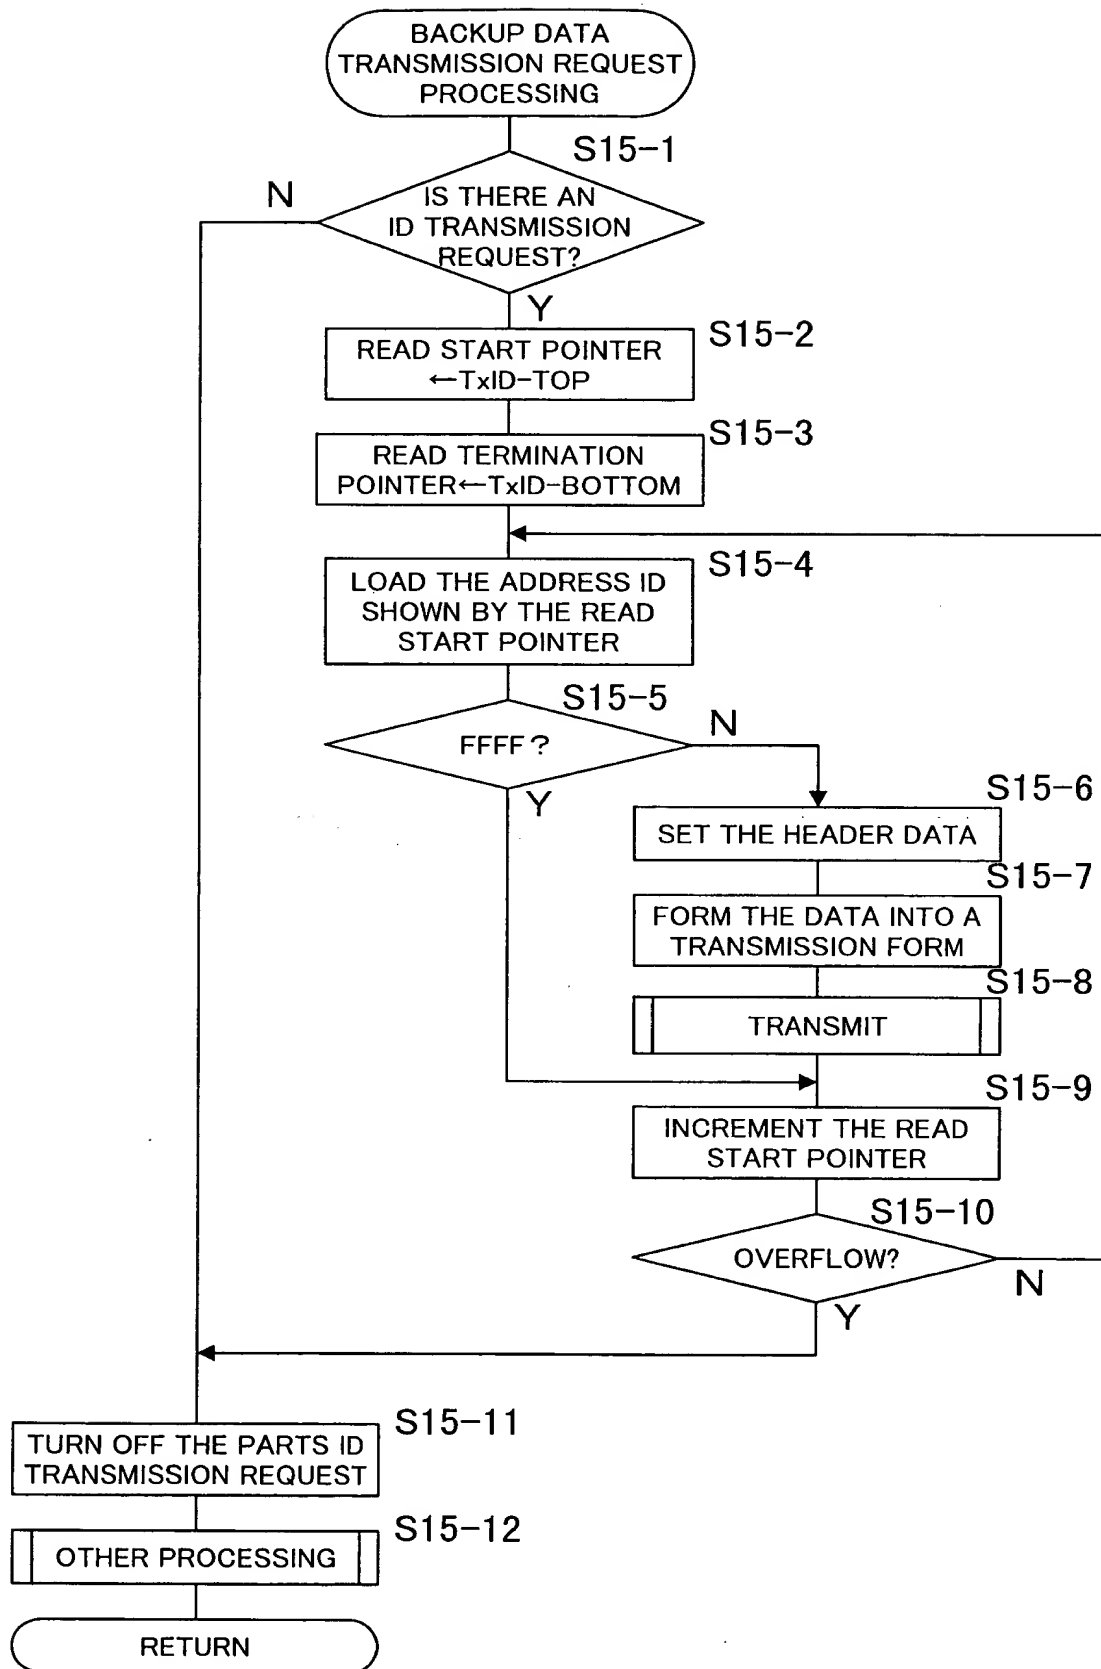 BACKUP DATA
TRANSMISSION REQUEST
PROCESSING
S15-1
N
IS THERE AN
ID TRANSMISSION
REQUEST?
Y
S15-2
READ START POINTER
←TxID-TOP
S15-3
READ TERMINATION
POINTER←TxID-BOTTOM
S15-4
LOAD THE ADDRESS ID
SHOWN BY THE READ
START POINTER
S15-5
FFFF?
N
Y
S15-6
SET THE HEADER DATA
S15-7
FORM THE DATA INTO A
TRANSMISSION FORM
S15-8
TRANSMIT
S15-9
INCREMENT THE READ
START POINTER
S15-10
OVERFLOW?
N
Y
S15-11
TURN OFF THE PARTS ID
TRANSMISSION REQUEST
S15-12
OTHER PROCESSING
RETURN